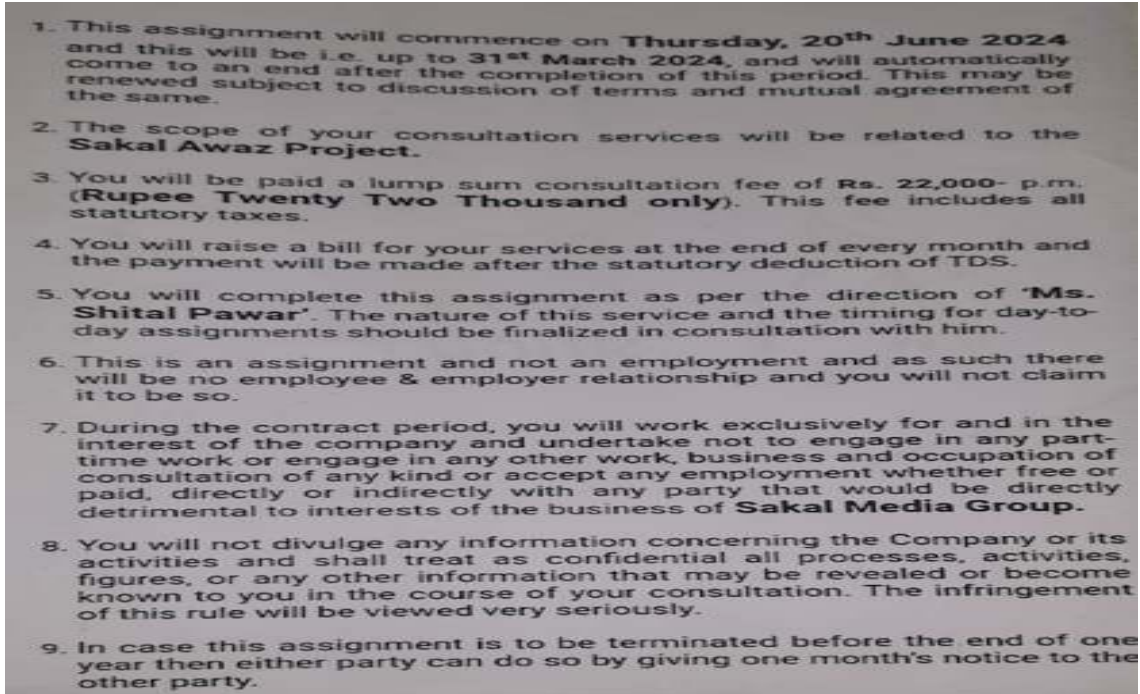 1. This assignment will commence on Thursday, 20th June 2024
and this will be i.e. up to 31st March 2024, and will automatically
come to an end after the completion of this period. This may be
renewed subject to discussion of terms and mutual agreement of
the same.
2. The scope of your consultation services will be related to the
Sakal Awaz Project.
3. You will be paid a lump sum consultation fee of Rs. 22,000- p.m.
(Rupee Twenty Two Thousand only). This fee includes all
statutory taxes.
4. You will raise a bill for your services at the end of every month and
the payment will be made after the statutory deduction of TDS.
5. You will complete this assignment as per the direction of 'Ms.
Shital Pawar'. The nature of this service and the timing for day-to-
day assignments should be finalized in consultation with him.
6. This is an assignment and not an employment and as such there
will be no employee & employer relationship and you will not claim
it to be so.
7. During the contract period, you will work exclusively for and in the
interest of the company and undertake not to engage in any part-
time work or engage in any other work, business and occupation of
consultation of any kind or accept any employment whether free or
paid, directly or indirectly with any party that would be directly
detrimental to interests of the business of Sakal Media Group.
8. You will not divulge any information concerning the Company or its
activities and shall treat as confidential all processes, activities,
figures, or any other information that may be revealed or become
known to you in the course of your consultation. The infringement
of this rule will be viewed very seriously.
9. In case this assignment is to be terminated before the end of one
year then either party can do so by giving one month's notice to the
other party.